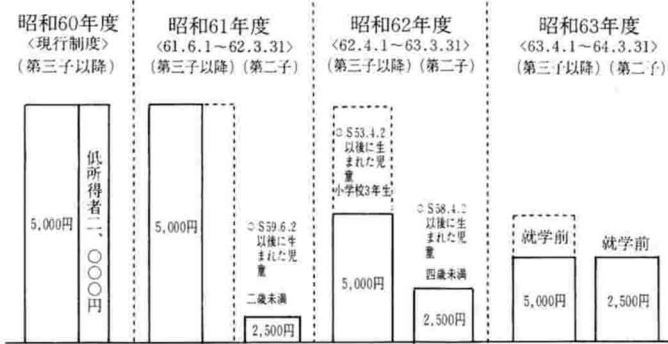 昭和60年度
<現行制度>
(第三子以降)
5,000円
低所得者二、〇〇〇円
昭和61年度
<61.6.1~62.3.31>
(第三子以降)(第二子)
5,000円
○S59.6.2
以後に生
まれた児
童
二歳未満
2,500円
昭和62年度
<62.4.1~63.3.31>
(第三子以降)(第二子)
○S53.4.2
以後に生
まれた児
童
小学校3年生
5,000円
○S58.4.2
以後に生
まれた児
童
四歳未満
2,500円
昭和63年度
<63.4.1~64.3.31>
(第三子以降)(第二子)
就学前
5,000円
就学前
2,500円